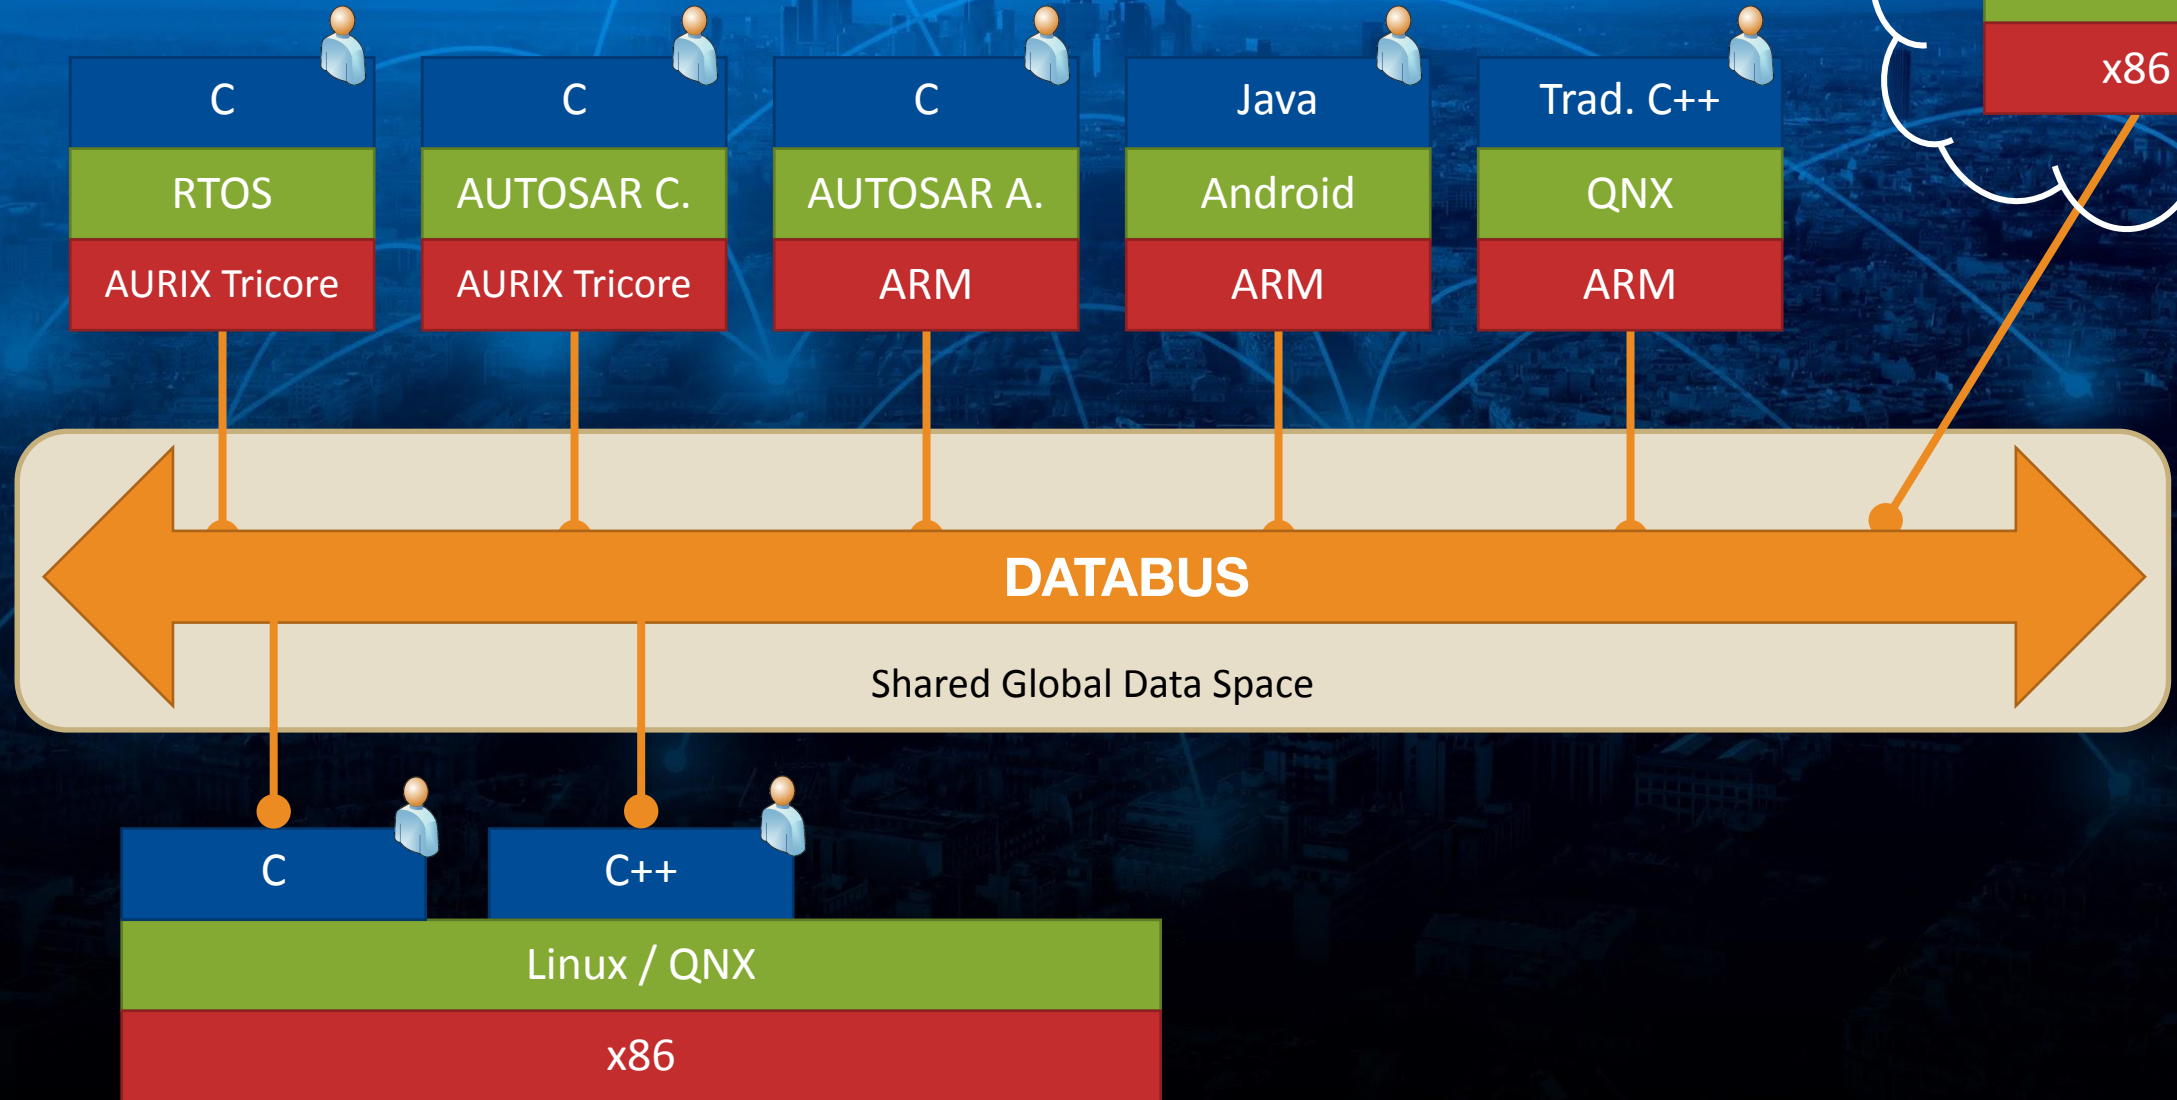 x86
C
C
C
Java
Trad. C++
RTOS
AUTOSAR C.
AUTOSAR A.
Android
QNX
AURIX Tricore
AURIX Tricore
ARM
ARM
ARM
DATABUS
Shared Global Data Space
C
C++
Linux / QNX
x86